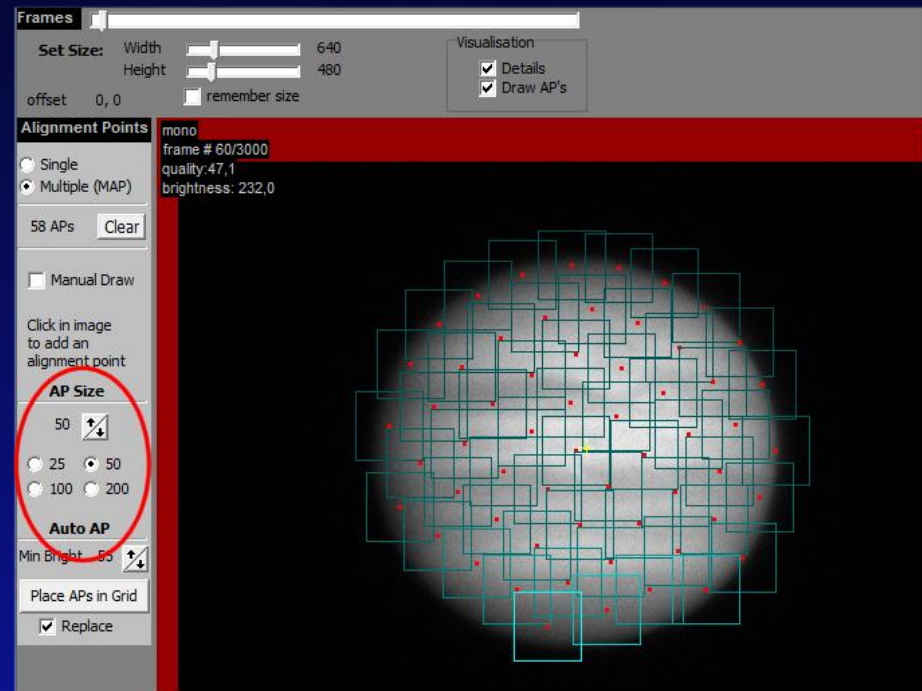 Frames
Set Size: Width 640
Height 480
offset 0, 0
remember size
Visualisation
Details
Draw AP's
Alignment Points
Single
Multiple (MAP)
58 APs Clear
Manual Draw
Click in image
to add an
alignment point
AP Size
50
25 50
100 200
Auto AP
Min Bright 55
Place APs in Grid
Replace
mono
frame # 60/3000
quality:47,1
brightness: 232,0